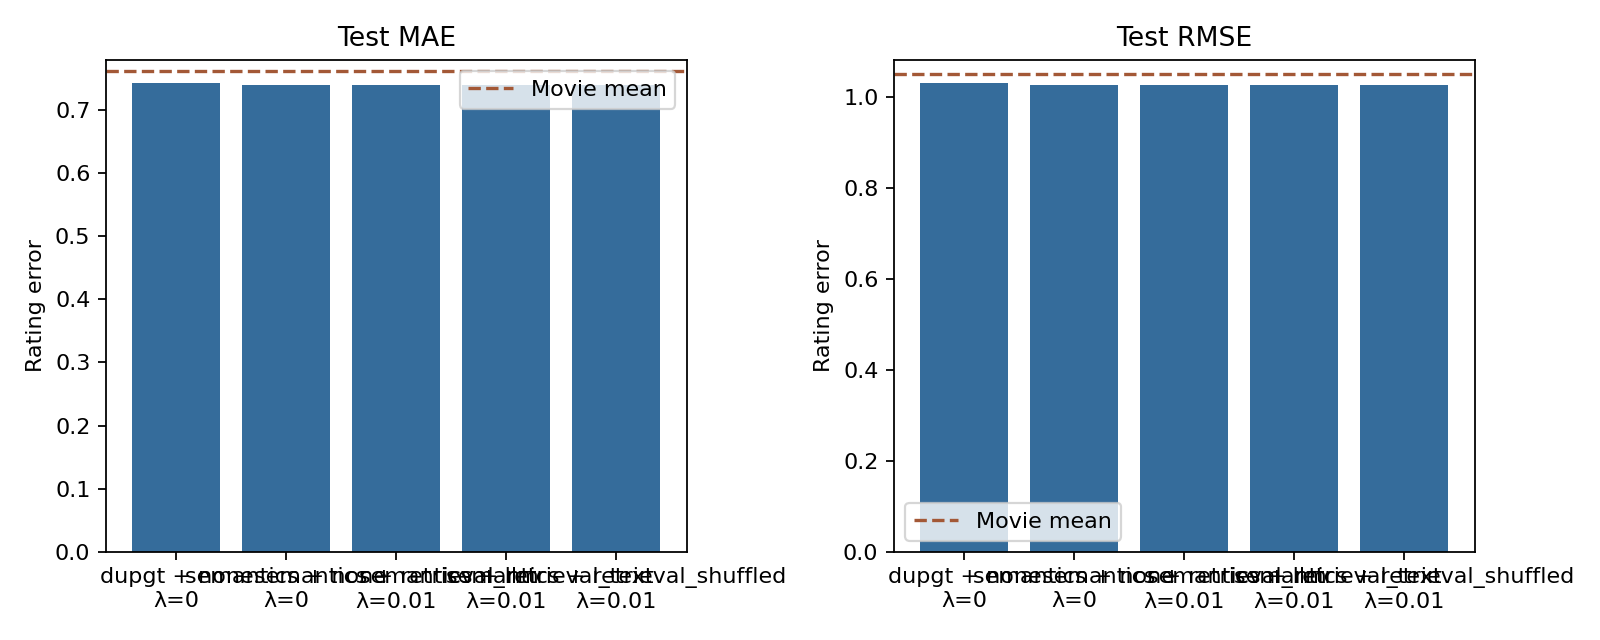 Test MAE
Rating error
0.7
0.6
0.5
0.4
0.3
0.2
0.1
0.0
Movie mean
dupgt +
λ=0
λ=0
λ=0.01
λ=0.01
λ=0.01
Test RMSE
Rating error
1.0
0.8
0.6
0.4
0.2
0.0
Movie mean
dupgt +
λ=0
λ=0
λ=0.01
λ=0.01
λ=0.01